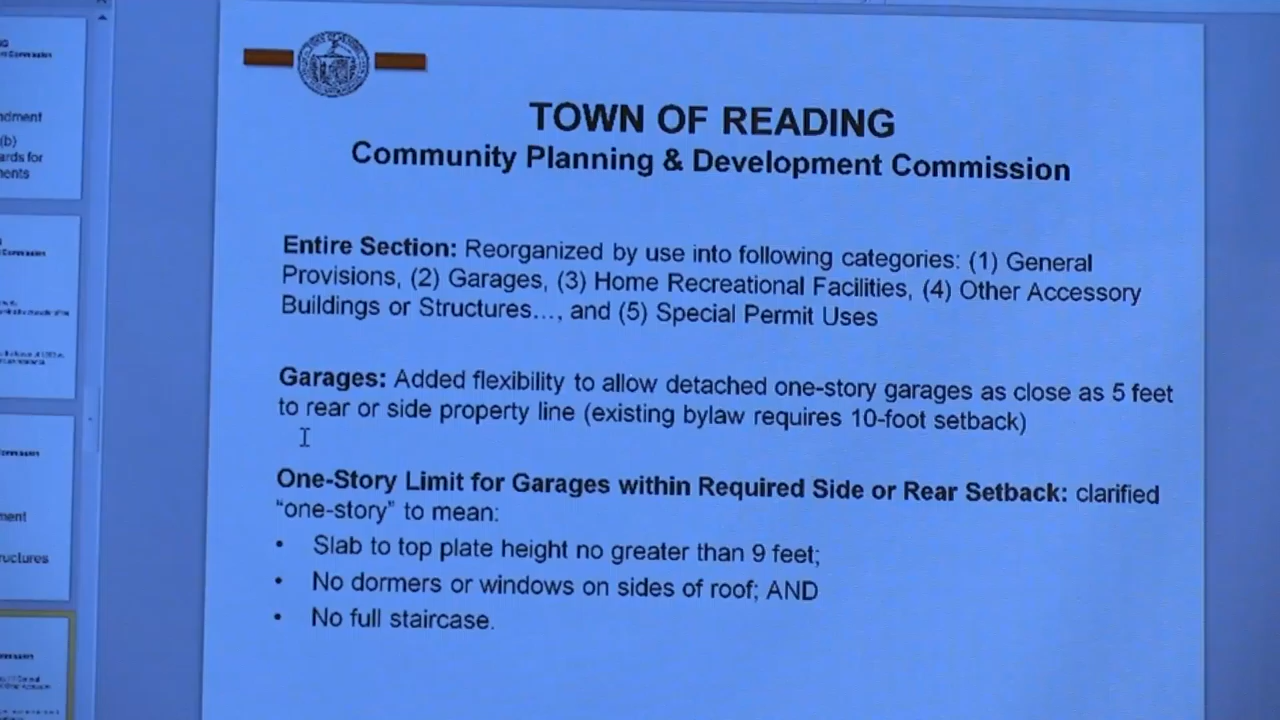 TOWN OF READING
Community Planning & Development Commission
Entire Section: Reorganized by use into following categories: (1) General
Provisions, (2) Garages, (3) Home Recreational Facilities, (4) Other Accessory
Buildings or Structures..., and (5) Special Permit Uses
Garages: Added flexibility to allow detached one-story garages as close as 5 feet
to rear or side property line (existing bylaw requires 10-foot setback)
One-Story Limit for Garages within Required Side or Rear Setback: clarified
“one-story” to mean:
• Slab to top plate height no greater than 9 feet;
• No dormers or windows on sides of roof; AND
• No full staircase.
(b)